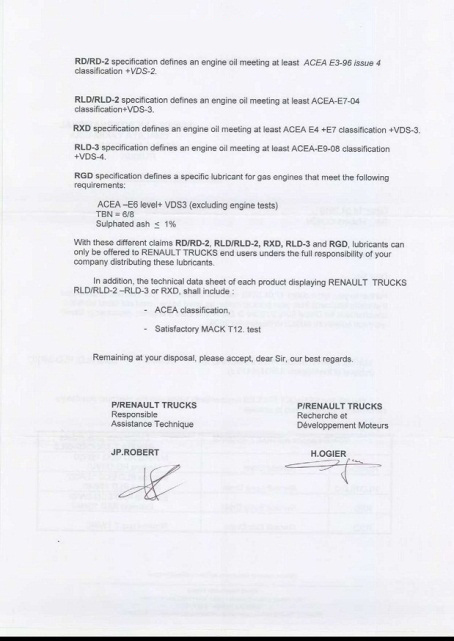 RD/RD-2 specification defines an engine oil meeting at least ACEA E3-96 issue 4
classification +VDS-2.
RLD/RLD-2 specification defines an engine oil meeting at least ACEA-E7-04
classification+VDS-3.
RXD specification defines an engine oil meeting at least ACEA E4 +E7 classification +VDS-3.
RLD-3 specification defines an engine oil meeting at least ACEA-E9-08 classification
+VDS-4.
RGD specification defines a specific lubricant for gas engines that meet the following
requirements:
ACEA –E6 level+ VDS3 (excluding engine tests)
TBN = 6/8
Sulphated ash ≤ 1%
With these different claims RD/RD-2, RLD/RLD-2, RXD, RLD-3 and RGD, lubricants can
only be offered to RENAULT TRUCKS end users unders the full responsibility of your
company distributing these lubricants.
In addition, the technical data sheet of each product displaying RENAULT TRUCKS
RLD/RLD-2 –RLD-3 or RXD, shall include :
- ACEA classification,
- Satisfactory MACK T12. test
Remaining at your disposal, please accept, dear Sir, our best regards.
P/RENAULT TRUCKS
Responsible
Assistance Technique
JP.ROBERT
P/RENAULT TRUCKS
Recherche et
Développement Moteurs
H.OGIER